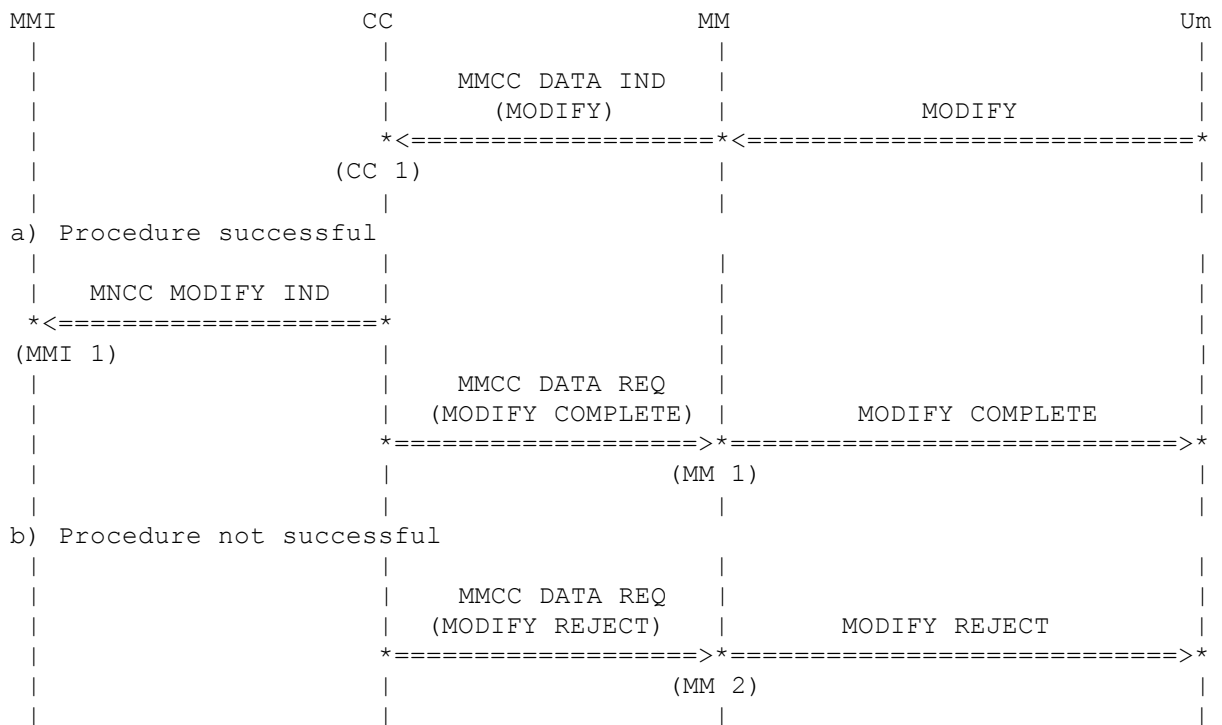 MMI CC MM Um
| | | |
| | MMCC DATA IND | |
| | (MODIFY) | MODIFY |
| *<====================*<============================*
| (CC 1) | |
| | | |
a) Procedure successful
| | | |
| MNCC MODIFY IND | | |
*<====================* | |
(MMI 1) | | |
| | MMCC DATA REQ | |
| | (MODIFY COMPLETE) | MODIFY COMPLETE |
| *===================>*============================>*
| | (MM 1) |
| | | |
b) Procedure not successful
| | | |
| | MMCC DATA REQ | |
| | (MODIFY REJECT) | MODIFY REJECT |
| *===================>*============================>*
| | (MM 2) |
| | | |